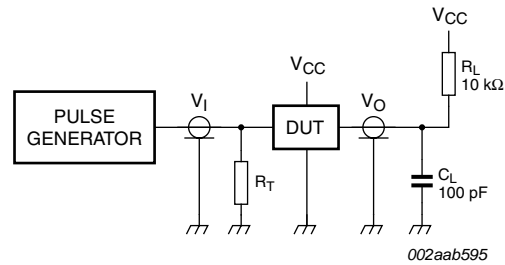 VCC
RL
10 kΩ
VCC
PULSE
GENERATOR
VI
DUT
VO
RT
CL
100 pF
002aab595